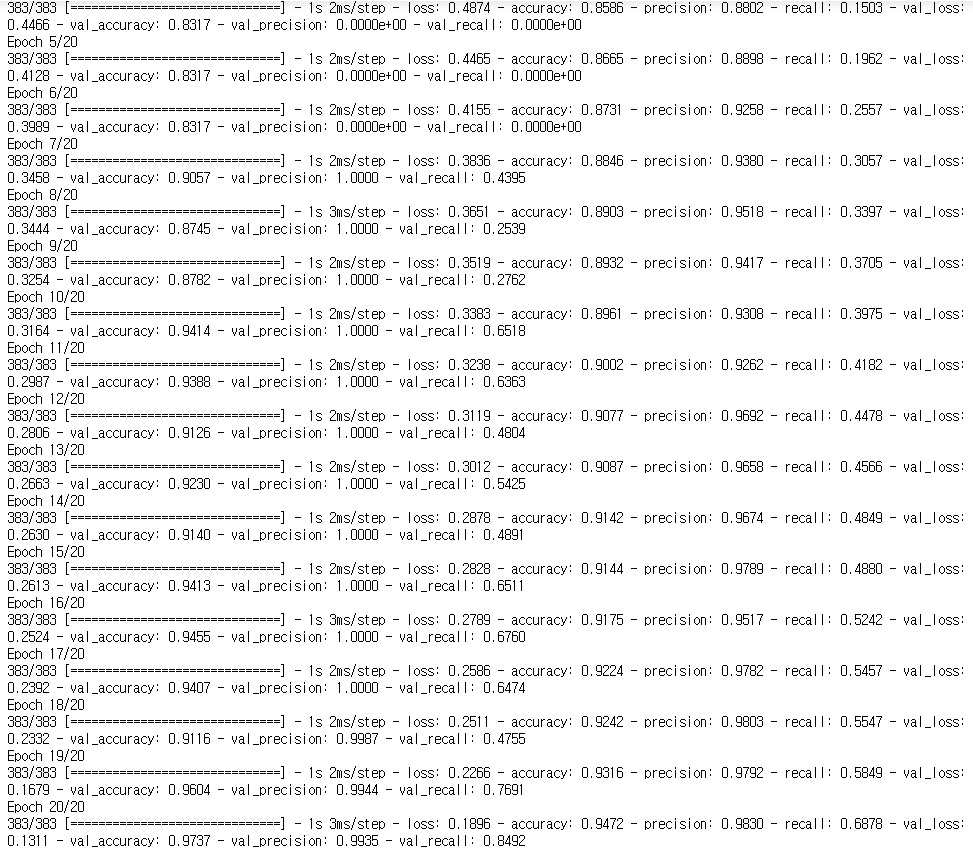 383/383 [==============================] - 1s 2ms/step - loss: 0.4874 - accuracy: 0.8586 - precision: 0.8802 - recall: 0.1503 - val_loss:
0.4466 - val_accuracy: 0.8317 - val_precision: 0.0000e+00 - val_recall: 0.0000e+00
Epoch 5/20
383/383 [==============================] - 1s 2ms/step - loss: 0.4465 - accuracy: 0.8665 - precision: 0.8898 - recall: 0.1962 - val_loss:
0.4128 - val_accuracy: 0.8317 - val_precision: 0.0000e+00 - val_recall: 0.0000e+00
Epoch 6/20
383/383 [==============================] - 1s 2ms/step - loss: 0.4155 - accuracy: 0.8731 - precision: 0.9258 - recall: 0.2557 - val_loss:
0.3989 - val_accuracy: 0.8317 - val_precision: 0.0000e+00 - val_recall: 0.0000e+00
Epoch 7/20
383/383 [==============================] - 1s 2ms/step - loss: 0.3836 - accuracy: 0.8846 - precision: 0.9380 - recall: 0.3057 - val_loss:
0.3458 - val_accuracy: 0.9057 - val_precision: 1.0000 - val_recall: 0.4395
Epoch 8/20
383/383 [==============================] - 1s 3ms/step - loss: 0.3651 - accuracy: 0.8903 - precision: 0.9518 - recall: 0.3397 - val_loss:
0.3444 - val_accuracy: 0.8745 - val_precision: 1.0000 - val_recall: 0.2539
Epoch 9/20
383/383 [==============================] - 1s 2ms/step - loss: 0.3519 - accuracy: 0.8932 - precision: 0.9417 - recall: 0.3705 - val_loss:
0.3254 - val_accuracy: 0.8782 - val_precision: 1.0000 - val_recall: 0.2762
Epoch 10/20
383/383 [==============================] - 1s 2ms/step - loss: 0.3383 - accuracy: 0.8961 - precision: 0.9308 - recall: 0.3975 - val_loss:
0.3164 - val_accuracy: 0.9414 - val_precision: 1.0000 - val_recall: 0.6518
Epoch 11/20
383/383 [==============================] - 1s 2ms/step - loss: 0.3238 - accuracy: 0.9002 - precision: 0.9262 - recall: 0.4182 - val_loss:
0.2987 - val_accuracy: 0.9388 - val_precision: 1.0000 - val_recall: 0.6363
Epoch 12/20
383/383 [==============================] - 1s 2ms/step - loss: 0.3119 - accuracy: 0.9077 - precision: 0.9692 - recall: 0.4478 - val_loss:
0.2806 - val_accuracy: 0.9126 - val_precision: 1.0000 - val_recall: 0.4804
Epoch 13/20
383/383 [==============================] - 1s 2ms/step - loss: 0.3012 - accuracy: 0.9087 - precision: 0.9658 - recall: 0.4566 - val_loss:
0.2663 - val_accuracy: 0.9230 - val_precision: 1.0000 - val_recall: 0.5425
Epoch 14/20
383/383 [==============================] - 1s 2ms/step - loss: 0.2878 - accuracy: 0.9142 - precision: 0.9674 - recall: 0.4849 - val_loss:
0.2630 - val_accuracy: 0.9140 - val_precision: 1.0000 - val_recall: 0.4891
Epoch 15/20
383/383 [==============================] - 1s 2ms/step - loss: 0.2828 - accuracy: 0.9144 - precision: 0.9789 - recall: 0.4880 - val_loss:
0.2613 - val_accuracy: 0.9413 - val_precision: 1.0000 - val_recall: 0.6511
Epoch 16/20
383/383 [==============================] - 1s 3ms/step - loss: 0.2789 - accuracy: 0.9175 - precision: 0.9517 - recall: 0.5242 - val_loss:
0.2524 - val_accuracy: 0.9455 - val_precision: 1.0000 - val_recall: 0.6760
Epoch 17/20
383/383 [==============================] - 1s 2ms/step - loss: 0.2586 - accuracy: 0.9224 - precision: 0.9782 - recall: 0.5457 - val_loss:
0.2392 - val_accuracy: 0.9407 - val_precision: 1.0000 - val_recall: 0.6474
Epoch 18/20
383/383 [==============================] - 1s 2ms/step - loss: 0.2511 - accuracy: 0.9242 - precision: 0.9803 - recall: 0.5547 - val_loss:
0.2332 - val_accuracy: 0.9116 - val_precision: 0.9987 - val_recall: 0.4755
Epoch 19/20
383/383 [==============================] - 1s 2ms/step - loss: 0.2266 - accuracy: 0.9316 - precision: 0.9792 - recall: 0.5849 - val_loss:
0.1679 - val_accuracy: 0.9604 - val_precision: 0.9944 - val_recall: 0.7691
Epoch 20/20
383/383 [==============================] - 1s 3ms/step - loss: 0.1896 - accuracy: 0.9472 - precision: 0.9830 - recall: 0.6878 - val_loss:
0.1311 - val_accuracy: 0.9737 - val_precision: 0.9935 - val_recall: 0.8492